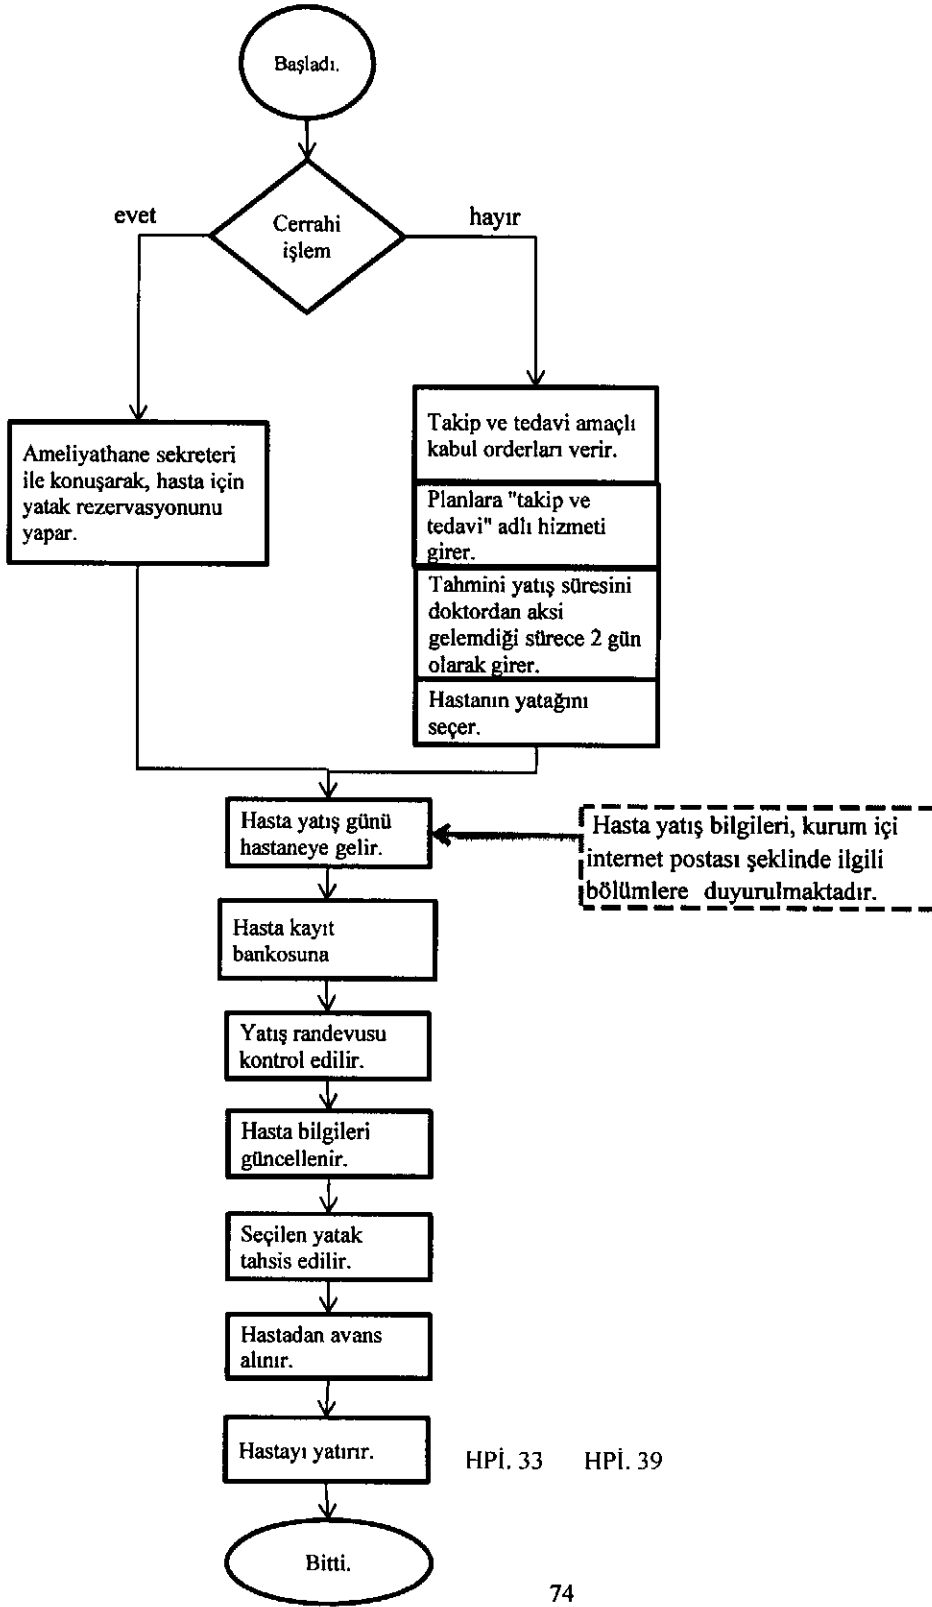 Başladı.
Cerrahi
işlem
evet
hayır
Ameliyathane sekreteri
ile konuşarak, hasta için
yatak rezervasyonunu
yapar.
Takip ve tedavi amaçlı
kabul orderları verir.
Planlara "takip ve
tedavi" adlı hizmeti
girer.
Tahmini yatış süresini
doktordan aksi
gelemdiği sürece 2 gün
olarak girer.
Hastanın yatağını
seçer.
Hasta yatış günü
hastaneye gelir.
Hasta yatış bilgileri, kurum içi
internet postası şeklinde ilgili
bölümlere duyurulmaktadır.
Hasta kayıt
bankosuna
Yatış randevusu
kontrol edilir.
Hasta bilgileri
güncellenir.
Seçilen yatak
tahsis edilir.
Hastadan avans
alınır.
Hastayı yatırır.
HPİ. 33 HPİ. 39
Bitti.
74